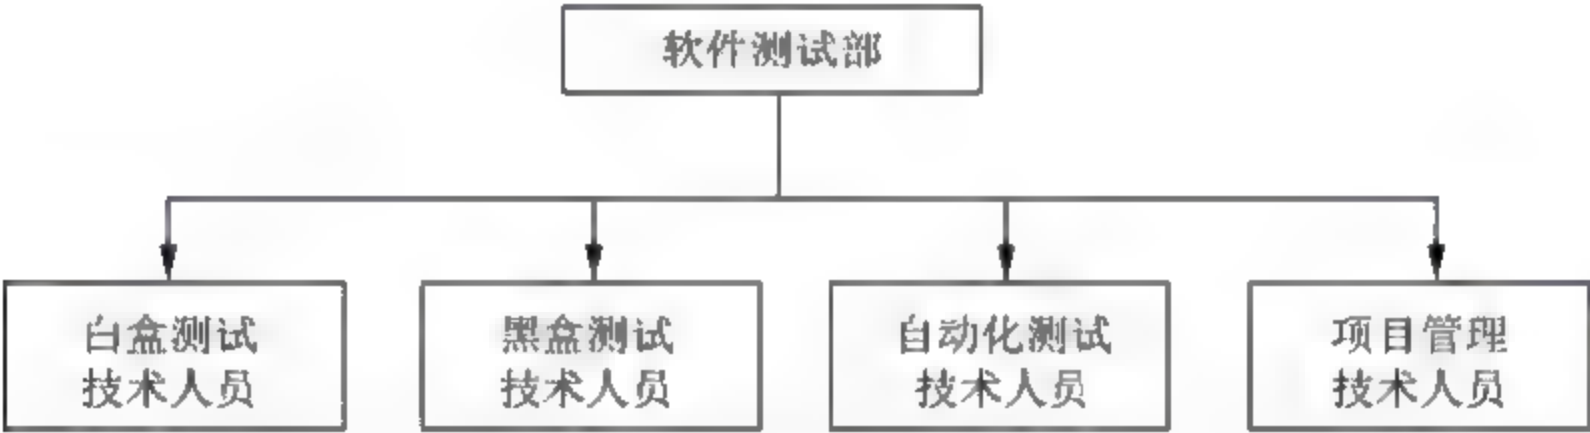 软件测试部
白盒测试
技术人员
黑盒测试
技术人员
自动化测试
技术人员
项目管理
技术人员